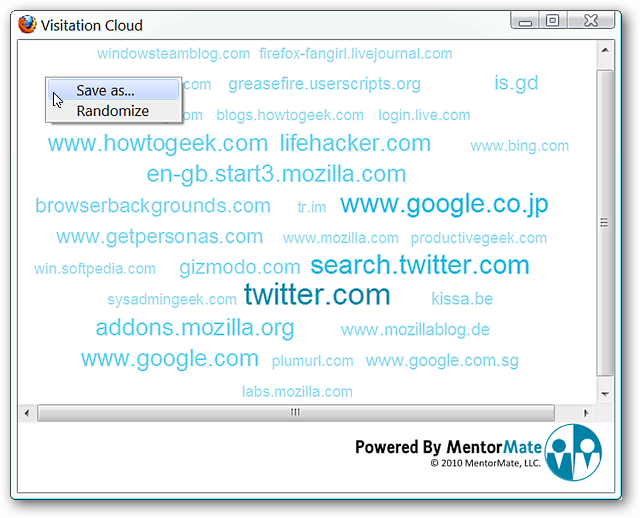 Visitation Cloud
windowsteamblog.com firefox-fangirl.livejournal.com
Save as... .com greasefire.userscripts.org is.gd
Randomize .com blogs.howtogeek.com login.live.com
www.howtogeek.com lifehacker.com www.bing.com
en-gb.start3.mozilla.com
browserbackgrounds.com tr.im www.google.co.jp
www.getpersonas.com www.mozilla.com productivegeek.com
win.softpedia.com gizmodo.com search.twitter.com
sysadmingeek.com twitter.com kissa.be
addons.mozilla.org www.mozillablog.de
www.google.com plumurl.com www.google.com.sg
labs.mozilla.com
Powered By MentorMate
© 2010 MentorMate, LLC.